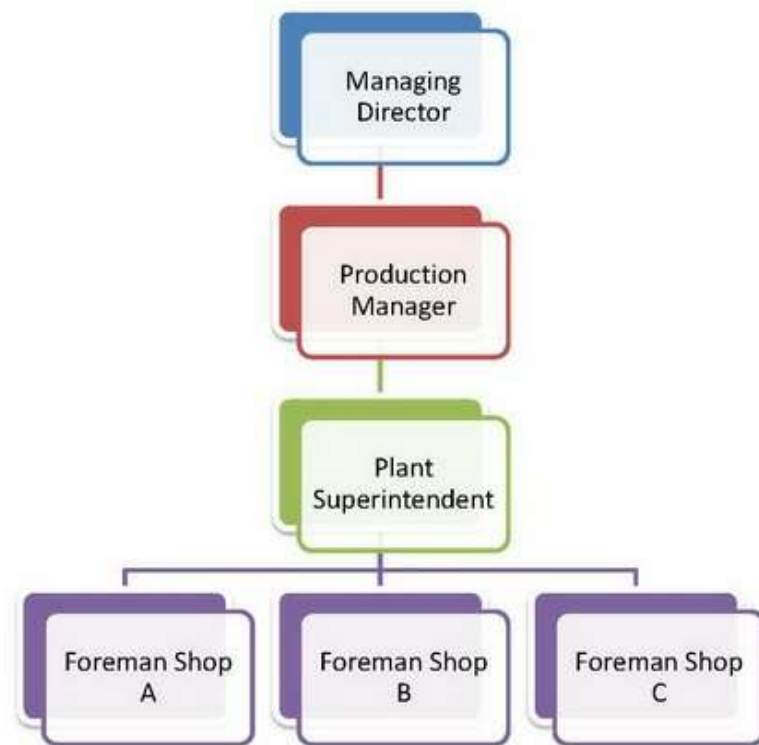 Managing
Director
Production
Manager
Plant
Superintendent
Foreman Shop
A
Foreman Shop
B
Foreman Shop
C